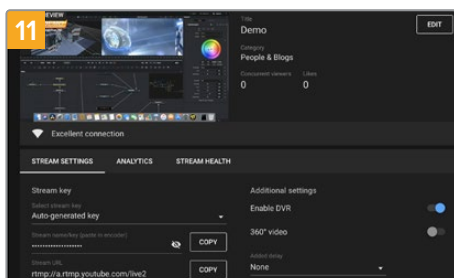 11
PREVIEW
Title
Demo
EDIT
Category
People & Blogs
Concurrent viewers
Likes
0
0
Excellent connection
STREAM SETTINGS
ANALYTICS
STREAM HEALTH
Stream key
Select stream key
Auto-generated key
Stream name/key (paste in encoder)
••••••••••••••••••
COPY
Stream URL
rtmp://a.rtmp.youtube.com/live2
COPY
Additional settings
Enable DVR
360° video
Added delay
None